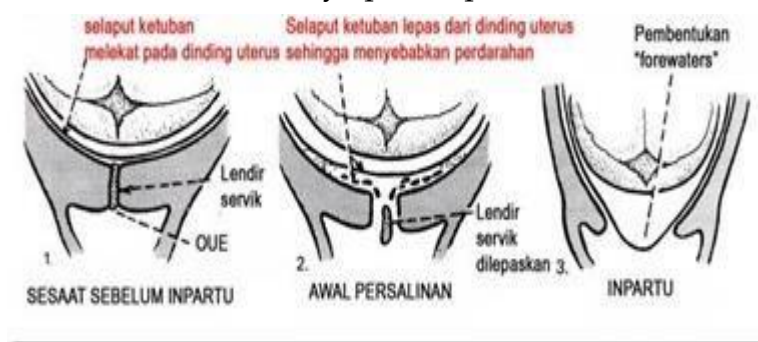 selaput ketuban
melekat pada dinding uterus
Selaput ketuban lepas dari dinding uterus
sehingga menyebabkan perdarahan
Pembentukan
"forewaters"
Lendir
servik
OUE
1
SESAAT SEBELUM INPARTU
Lendir
servik
dilepaskan
2.
AWAL PERSALINAN
3.
INPARTU